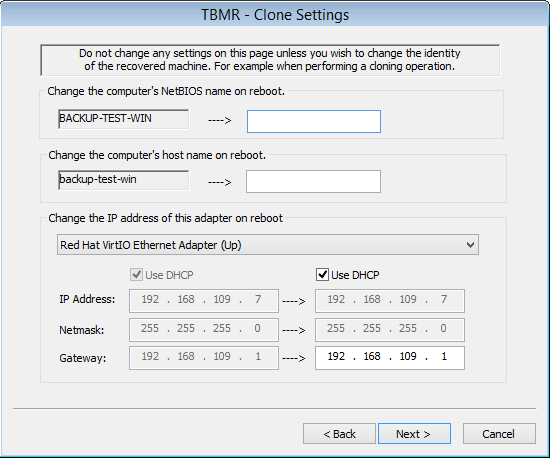 TBMR - Clone Settings
Do not change any settings on this page unless you wish to change the identity
of the recovered machine. For example when performing a cloning operation.
Change the computer's NetBIOS name on reboot.
BACKUP-TEST-WIN ---->
Change the computer's host name on reboot.
backup-test-win ---->
Change the IP address of this adapter on reboot
Red Hat VirtIO Ethernet Adapter (Up)
Use DHCP Use DHCP
IP Address: 192 . 168 . 109 . 7 ----> 192 . 168 . 109 . 7
Netmask: 255 . 255 . 255 . 0 ----> 255 . 255 . 255 . 0
Gateway: 192 . 168 . 109 . 1 ----> 192 . 168 . 109 . 1
< Back Next > Cancel